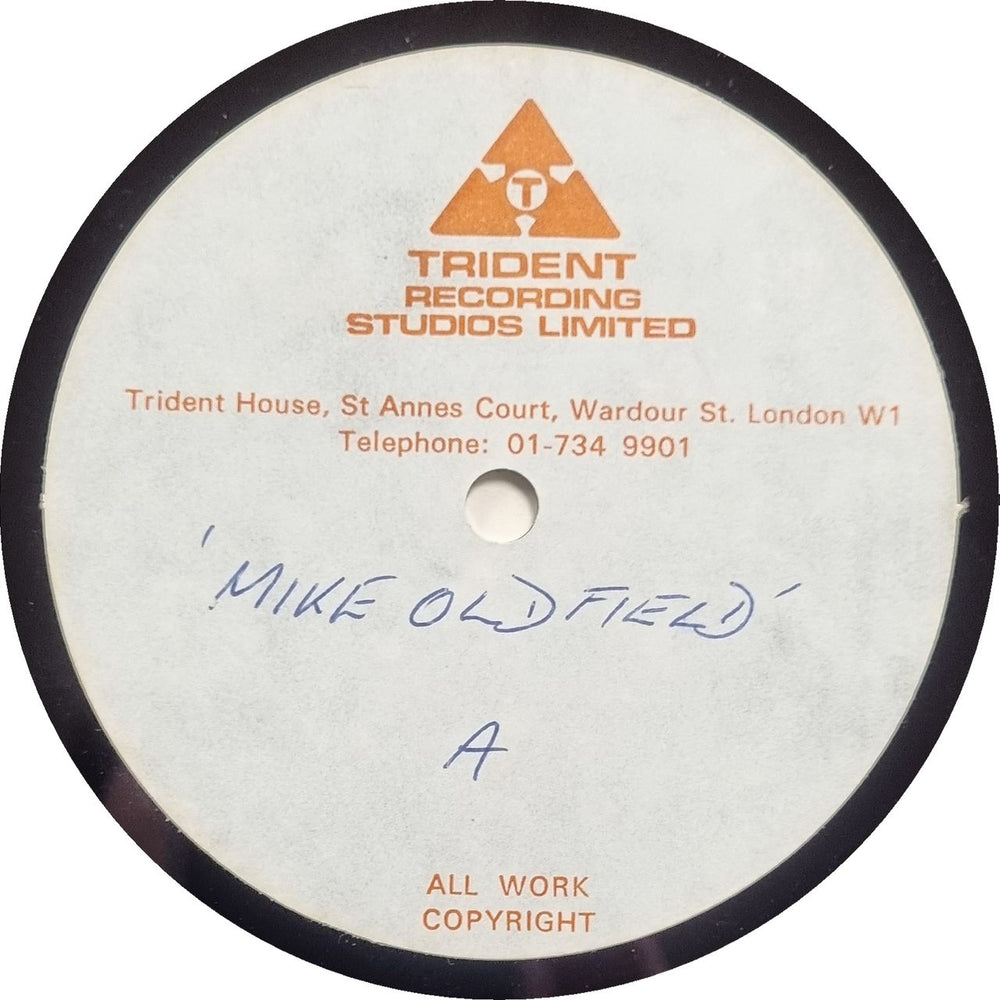 T
TRIDENT
RECORDING
STUDIOS LIMITED
Trident House, St Annes Court, Wardour St. London W1
Telephone: 01-734 9901
'MIKE OLDFIELD'
A
ALL WORK
COPYRIGHT